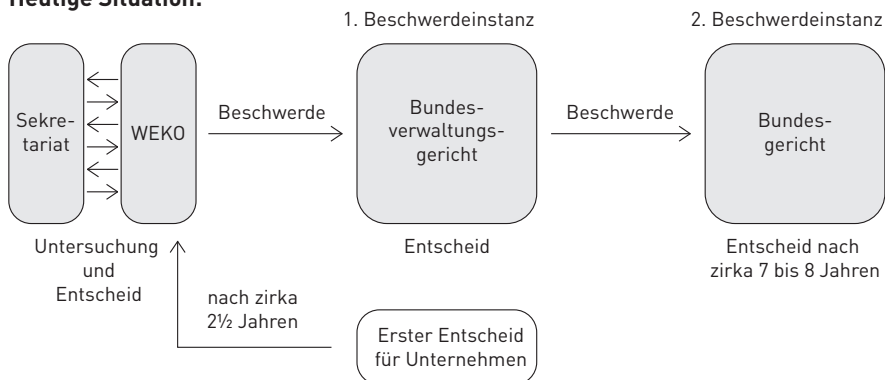 Heutige Situation:
1. Beschwerdeinstanz
2. Beschwerdeinstanz
Sekre-
tariat
WEKO
Beschwerde
Bundes-
verwaltungs-
gericht
Beschwerde
Bundes-
gericht
Untersuchung
und
Entscheid
Entscheid
Entscheid nach
zirka 7 bis 8 Jahren
nach zirka
2½ Jahren
Erster Entscheid
für Unternehmen